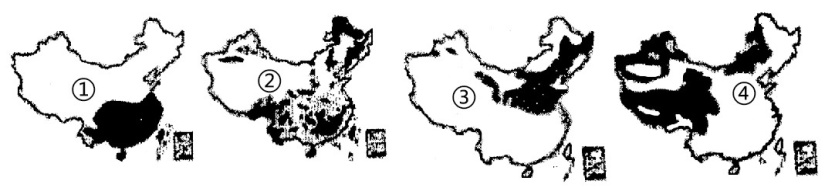 ① ② ③ ④